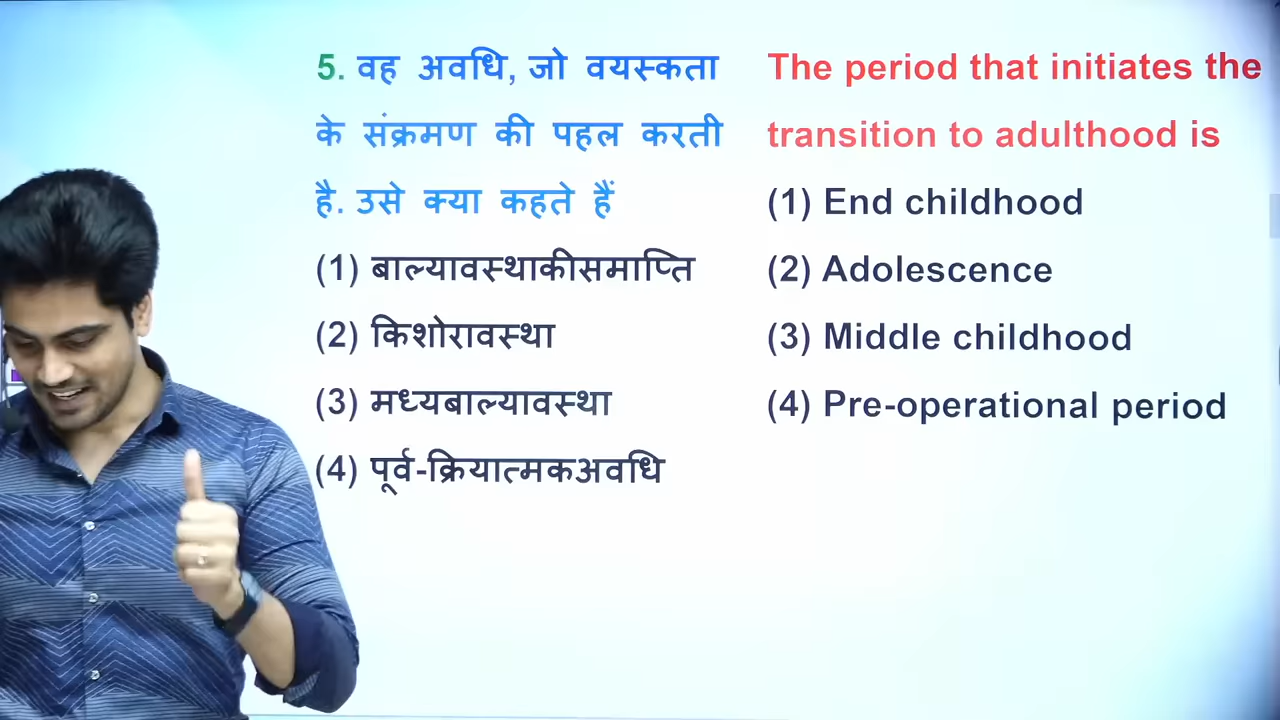 5. वह अवधि, जो वयस्कता
के संक्रमण की पहल करती
है. उसे क्या कहते हैं
(1) बाल्यावस्थाकीसमाप्ति
(2) किशोरावस्था
(3) मध्यबाल्यावस्था
(4) पूर्व-क्रियात्मकअवधि
The period that initiates the
transition to adulthood is
(1) End childhood
(2) Adolescence
(3) Middle childhood
(4) Pre-operational period